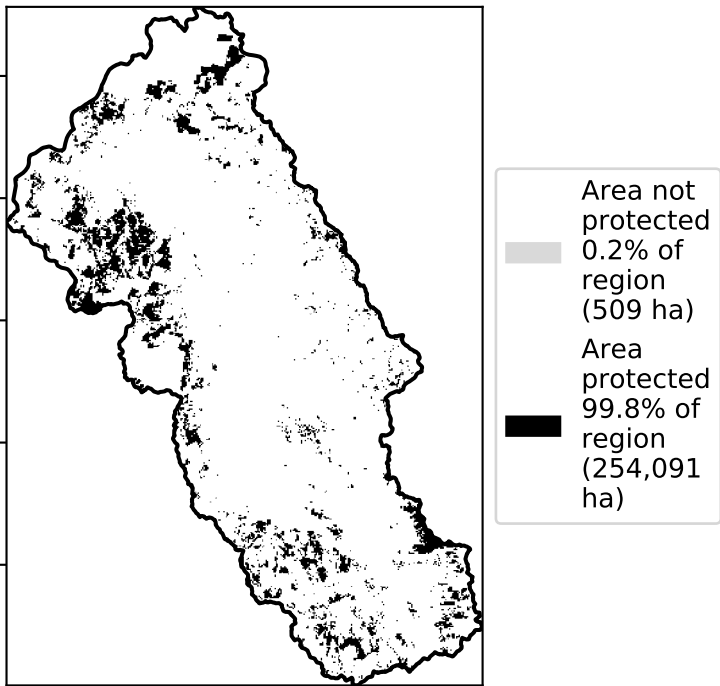 Area not
protected
0.2% of
region
(509 ha)
Area
protected
99.8% of
region
(254,091
ha)